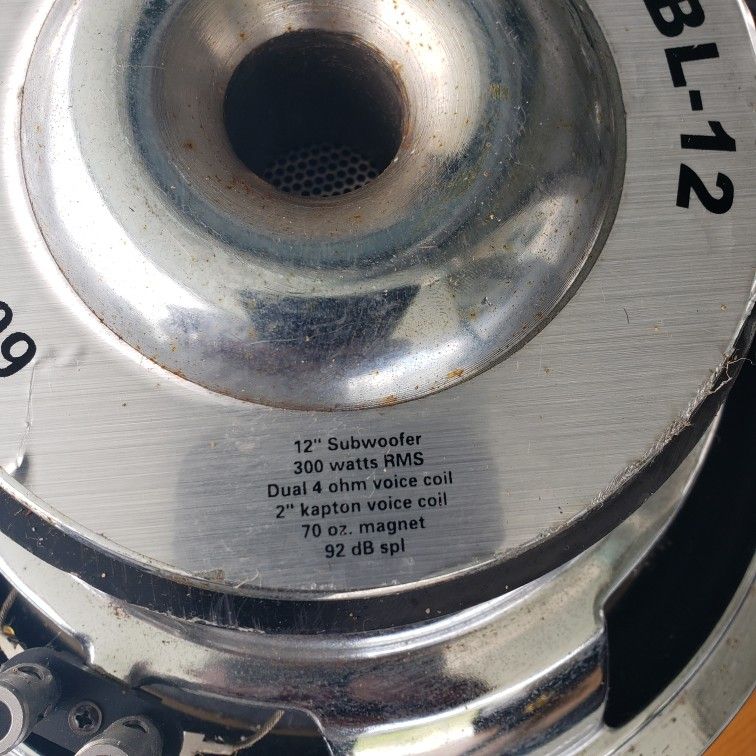 BL-12
12" Subwoofer
300 watts RMS
Dual 4 ohm voice coil
2" kapton voice coil
70 oz. magnet
92 dB spl